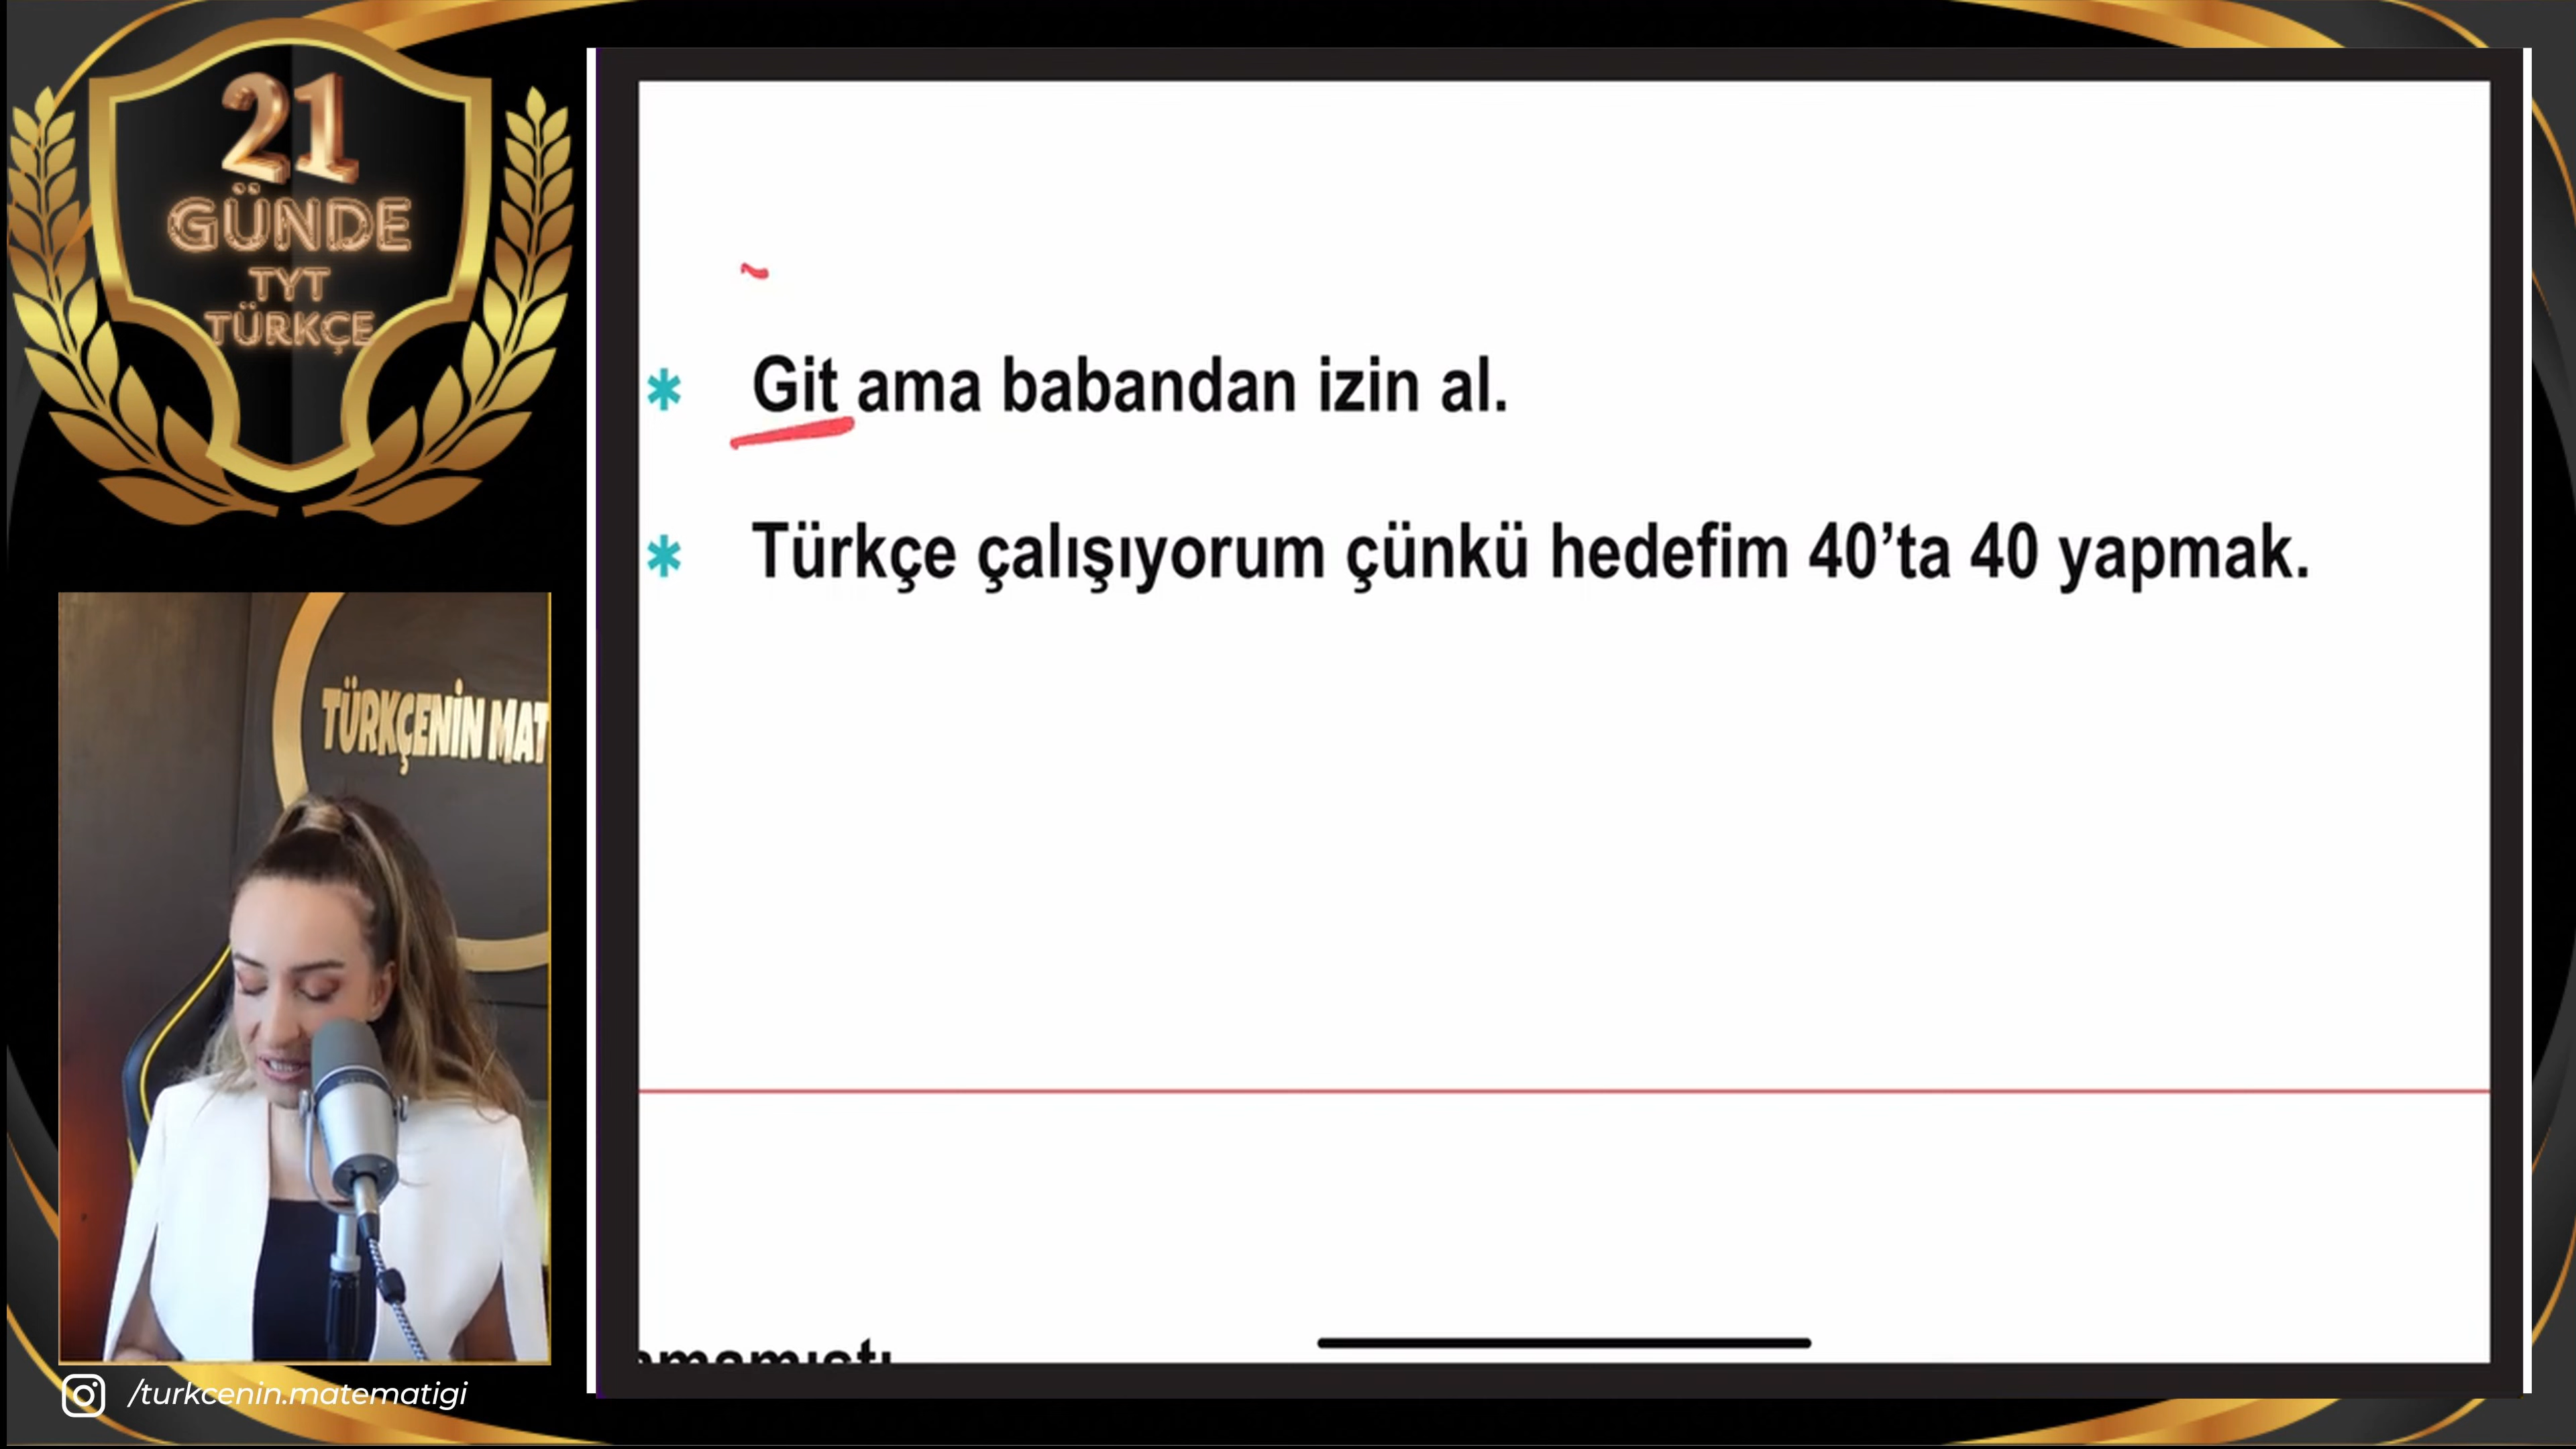 21
GÜNDE
TYT
TÜRKÇE
Git ama babandan izin al.
Türkçe çalışıyorum çünkü hedefim 40’ta 40 yapmak.
TÜRKÇENİN MAT
/turkcenin.matematigi